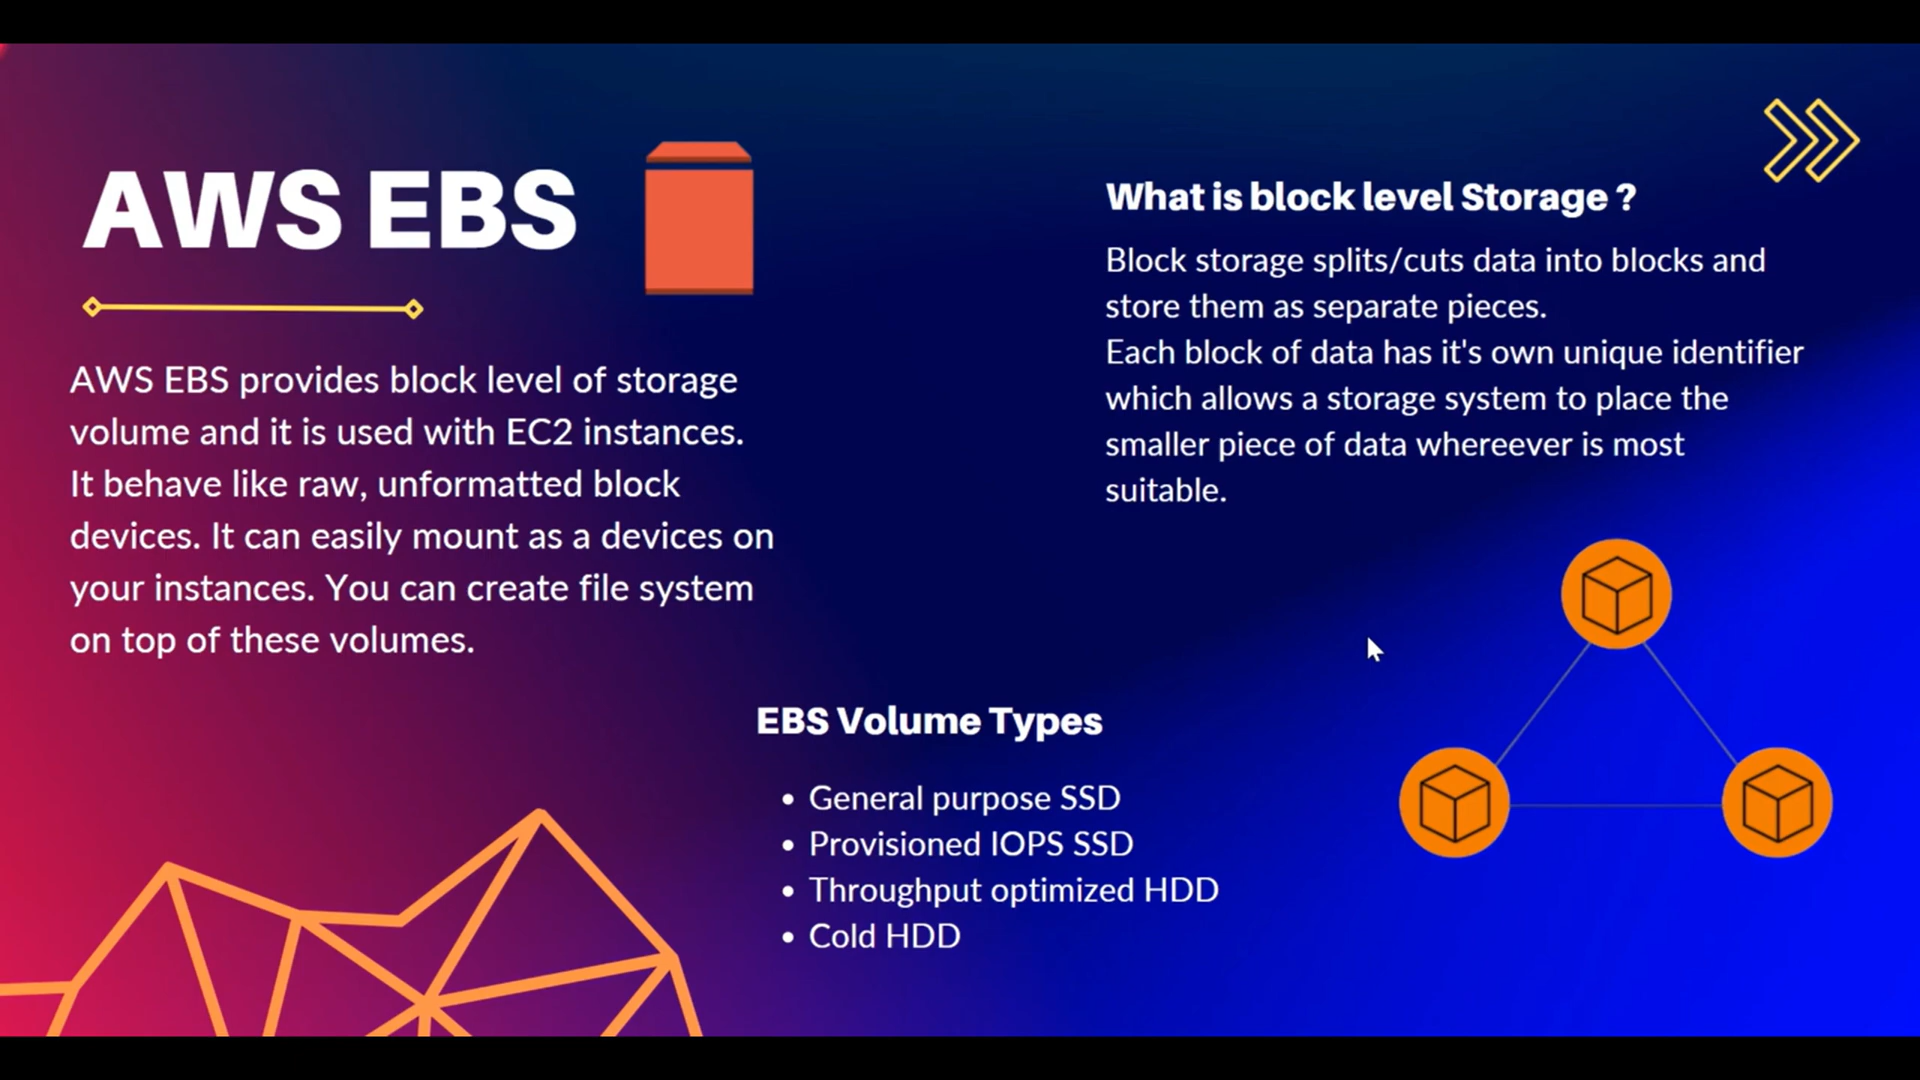 AWS EBS
AWS EBS provides block level of storage
volume and it is used with EC2 instances.
It behave like raw, unformatted block
devices. It can easily mount as a devices on
your instances. You can create file system
on top of these volumes.
What is block level Storage ?
Block storage splits/cuts data into blocks and
store them as separate pieces.
Each block of data has it's own unique identifier
which allows a storage system to place the
smaller piece of data whereever is most
suitable.
EBS Volume Types
• General purpose SSD
• Provisioned IOPS SSD
• Throughput optimized HDD
• Cold HDD